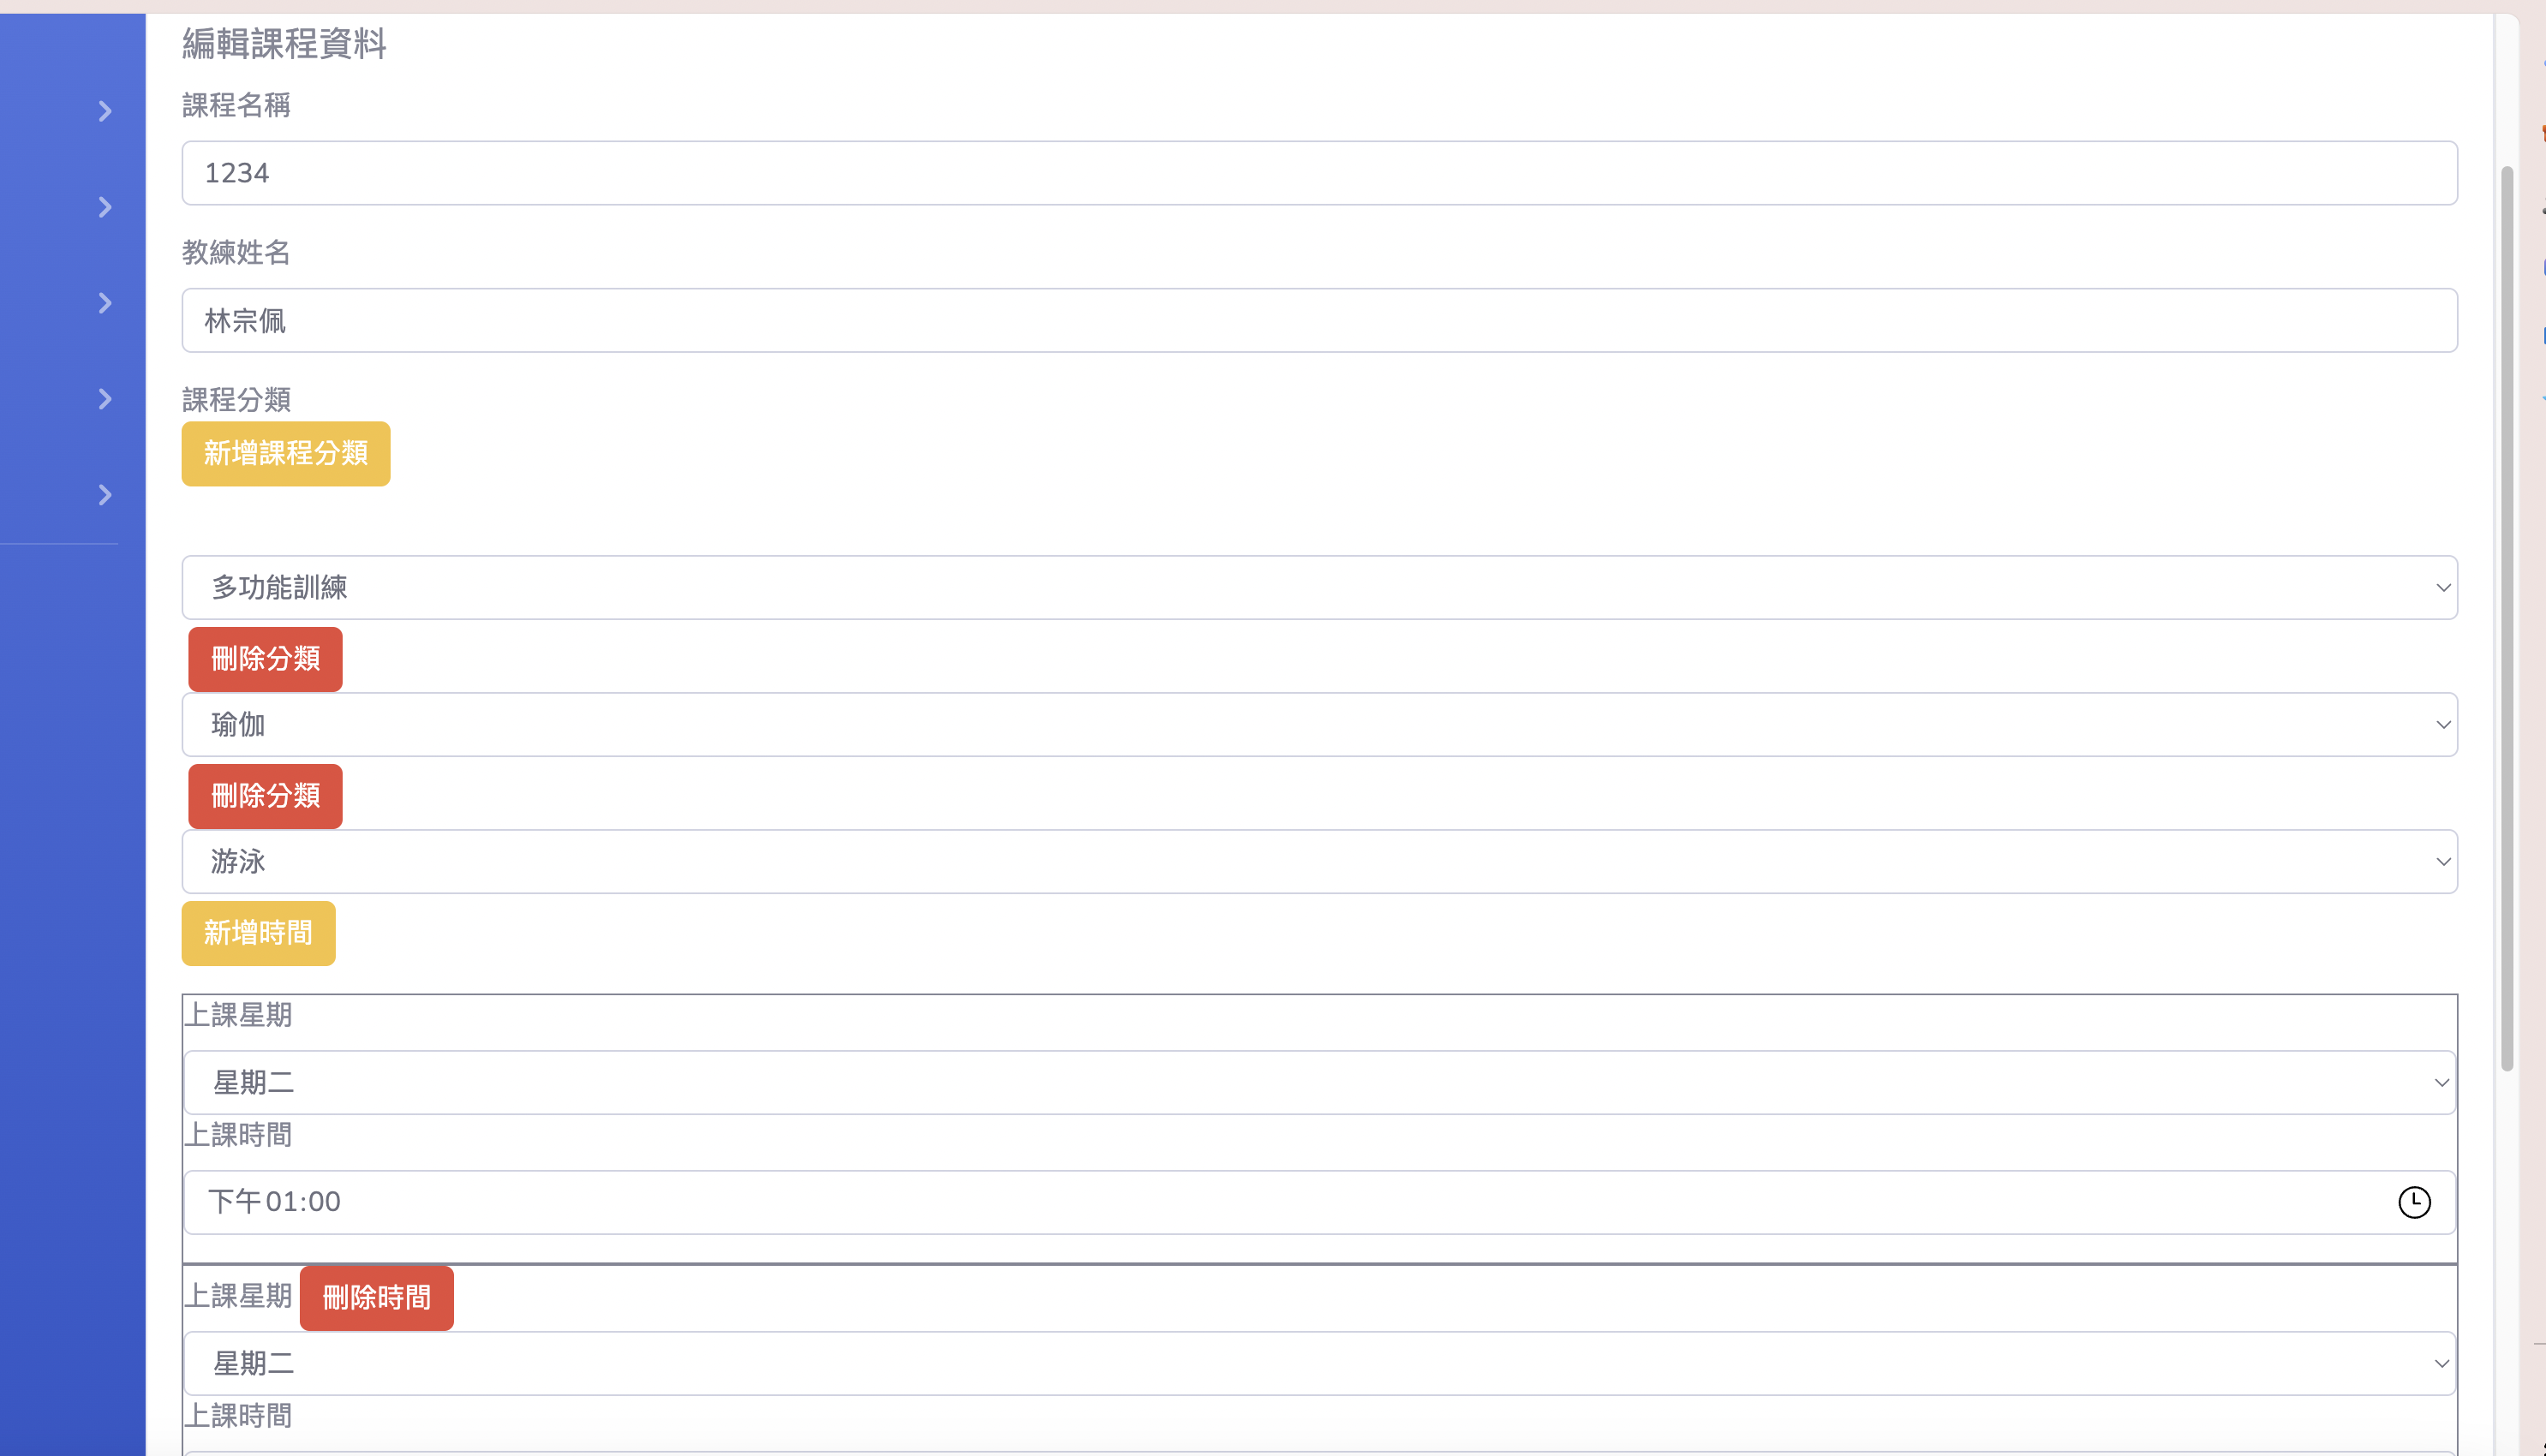 編輯課程資料
課程名稱
1234
教練姓名
林宗佩
課程分類
新增課程分類
多功能訓練
刪除分類
瑜伽
刪除分類
游泳
新增時間
上課星期
星期二
上課時間
下午 01:00
上課星期 刪除時間
星期二
上課時間